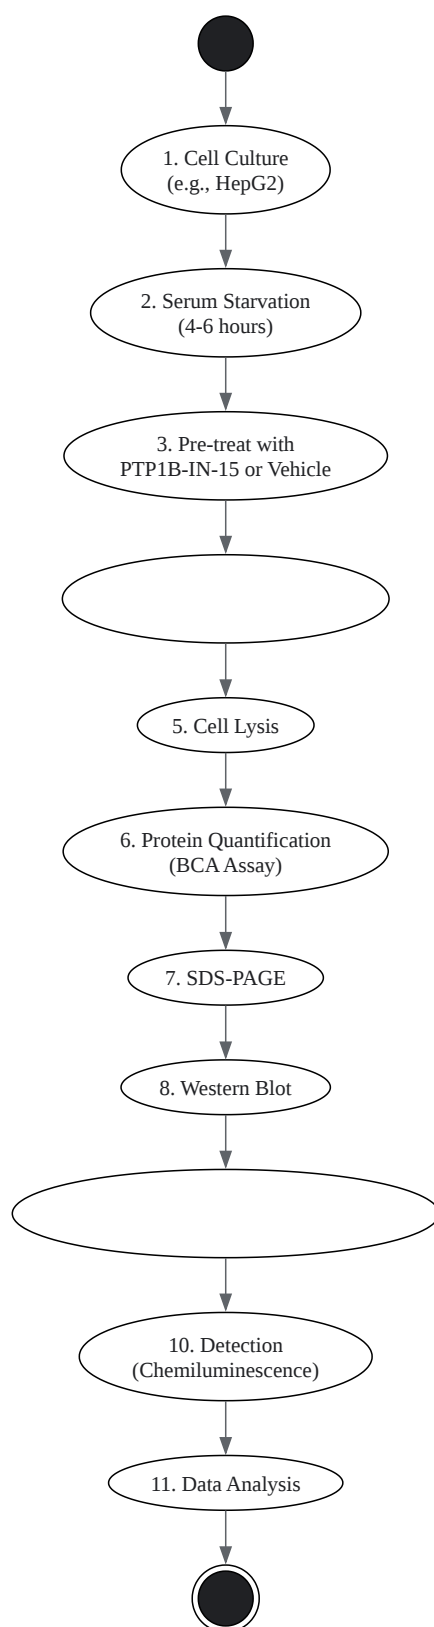 1. Cell Culture
(e.g., HepG2)
2. Serum Starvation
(4-6 hours)
3. Pre-treat with
PTP1B-IN-15 or Vehicle
5. Cell Lysis
6. Protein Quantification
(BCA Assay)
7. SDS-PAGE
8. Western Blot
10. Detection
(Chemiluminescence)
11. Data Analysis